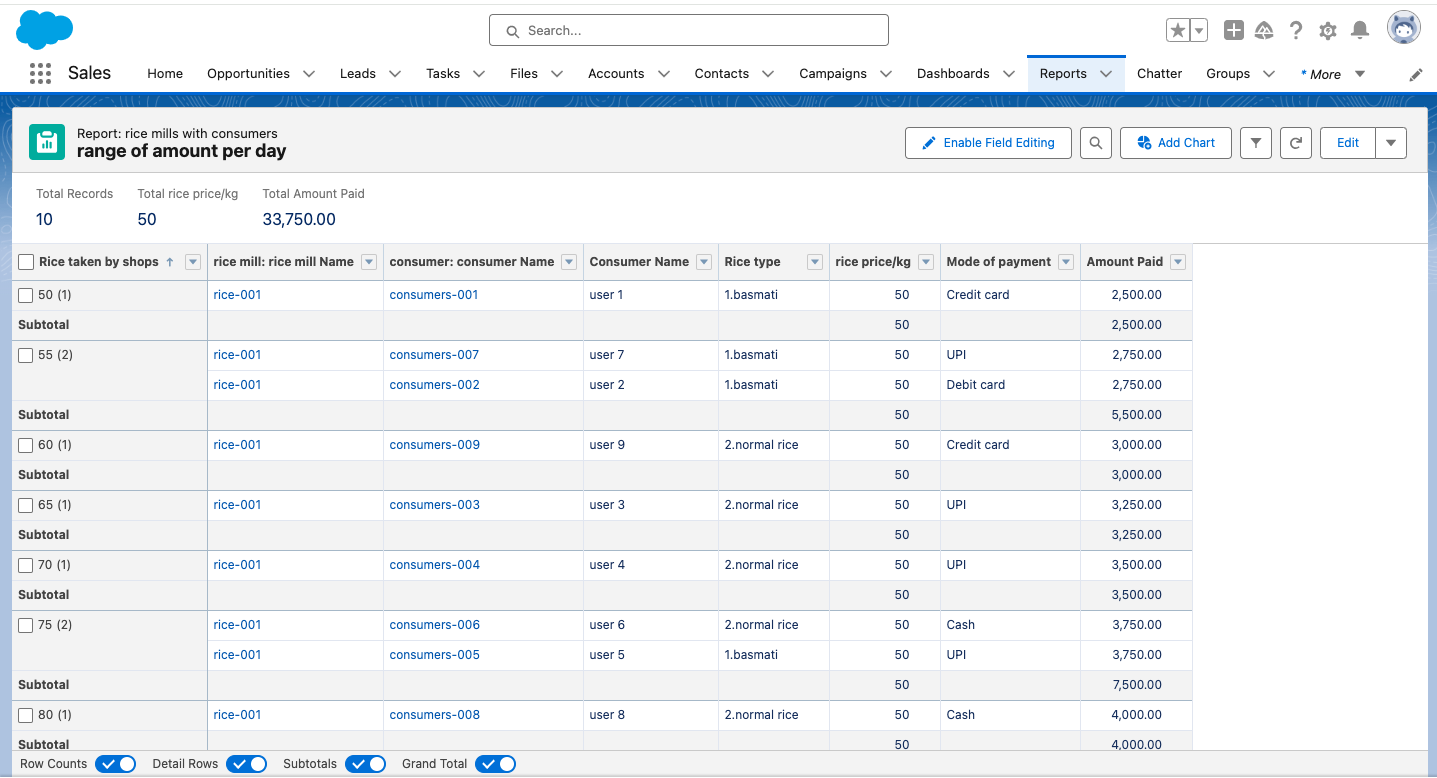 Search...
Sales Home Opportunities Leads Tasks Files Accounts Contacts Campaigns Dashboards Reports Chatter Groups * More
Report: rice mills with consumers
range of amount per day
Enable Field Editing Add Chart Edit
Total Records Total rice price/kg Total Amount Paid
10 50 33,750.00
Rice taken by shops ↑ rice mill: rice mill Name consumer: consumer Name Consumer Name Rice type rice price/kg Mode of payment Amount Paid
50 (1) rice-001 consumers-001 user 1 1.basmati 50 Credit card 2,500.00
Subtotal 50 2,500.00
55 (2) rice-001 consumers-007 user 7 1.basmati 50 UPI 2,750.00
rice-001 consumers-002 user 2 1.basmati 50 Debit card 2,750.00
Subtotal 50 5,500.00
60 (1) rice-001 consumers-009 user 9 2.normal rice 50 Credit card 3,000.00
Subtotal 50 3,000.00
65 (1) rice-001 consumers-003 user 3 2.normal rice 50 UPI 3,250.00
Subtotal 50 3,250.00
70 (1) rice-001 consumers-004 user 4 2.normal rice 50 UPI 3,500.00
Subtotal 50 3,500.00
75 (2) rice-001 consumers-006 user 6 2.normal rice 50 Cash 3,750.00
rice-001 consumers-005 user 5 1.basmati 50 UPI 3,750.00
Subtotal 50 7,500.00
80 (1) rice-001 consumers-008 user 8 2.normal rice 50 Cash 4,000.00
Subtotal 50 4,000.00
Row Counts Detail Rows Subtotals Grand Total